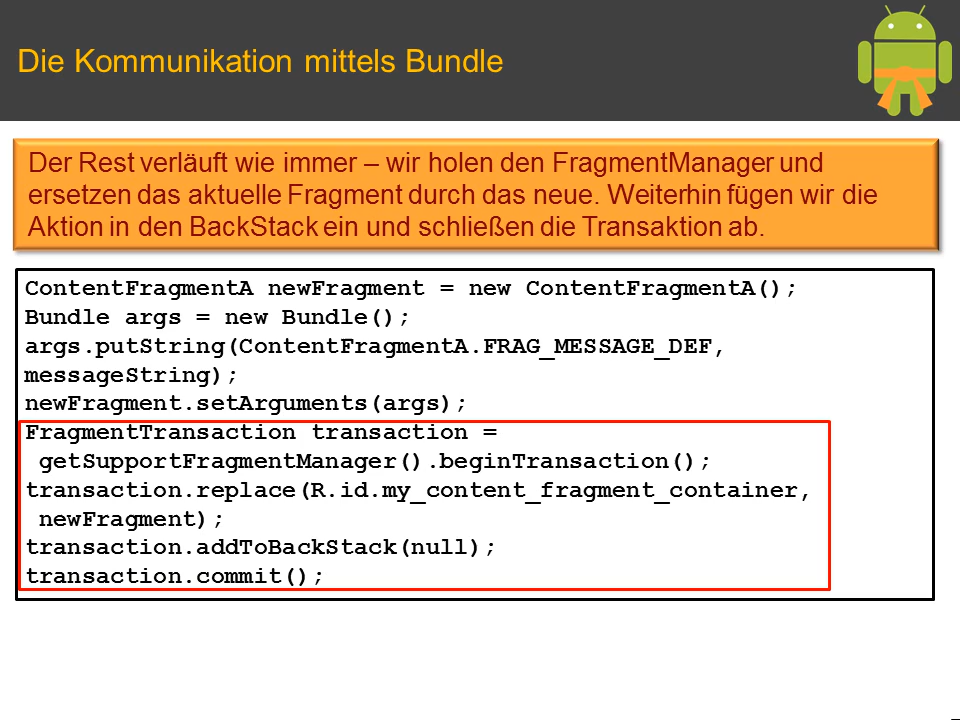 Die Kommunikation mittels Bundle
Der Rest verläuft wie immer – wir holen den FragmentManager und
ersetzen das aktuelle Fragment durch das neue. Weiterhin fügen wir die
Aktion in den BackStack ein und schließen die Transaktion ab.
ContentFragmentA newFragment = new ContentFragmentA();
Bundle args = new Bundle();
args.putString(ContentFragmentA.FRAG_MESSAGE_DEF,
messageString);
newFragment.setArguments(args);
FragmentTransaction transaction =
getSupportFragmentManager().beginTransaction();
transaction.replace(R.id.my_content_fragment_container,
newFragment);
transaction.addToBackStack(null);
transaction.commit();